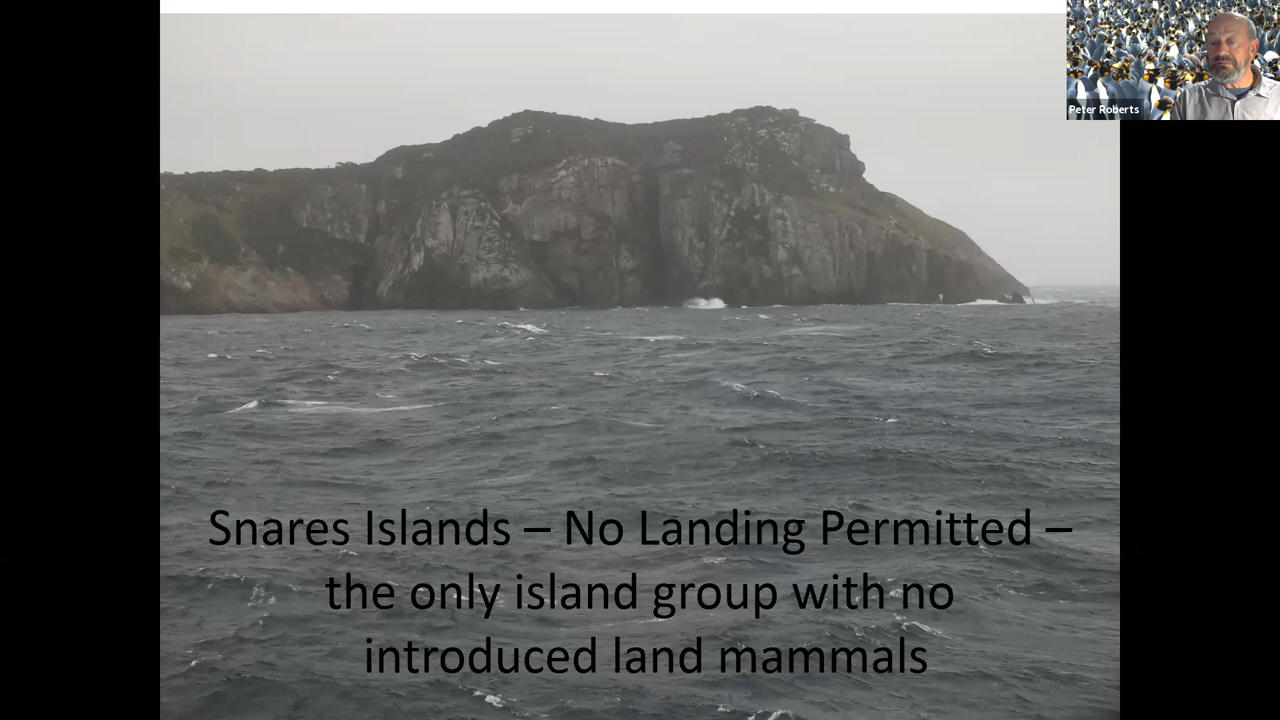 Peter Roberts
Snares Islands – No Landing Permitted –
the only island group with no
introduced land mammals